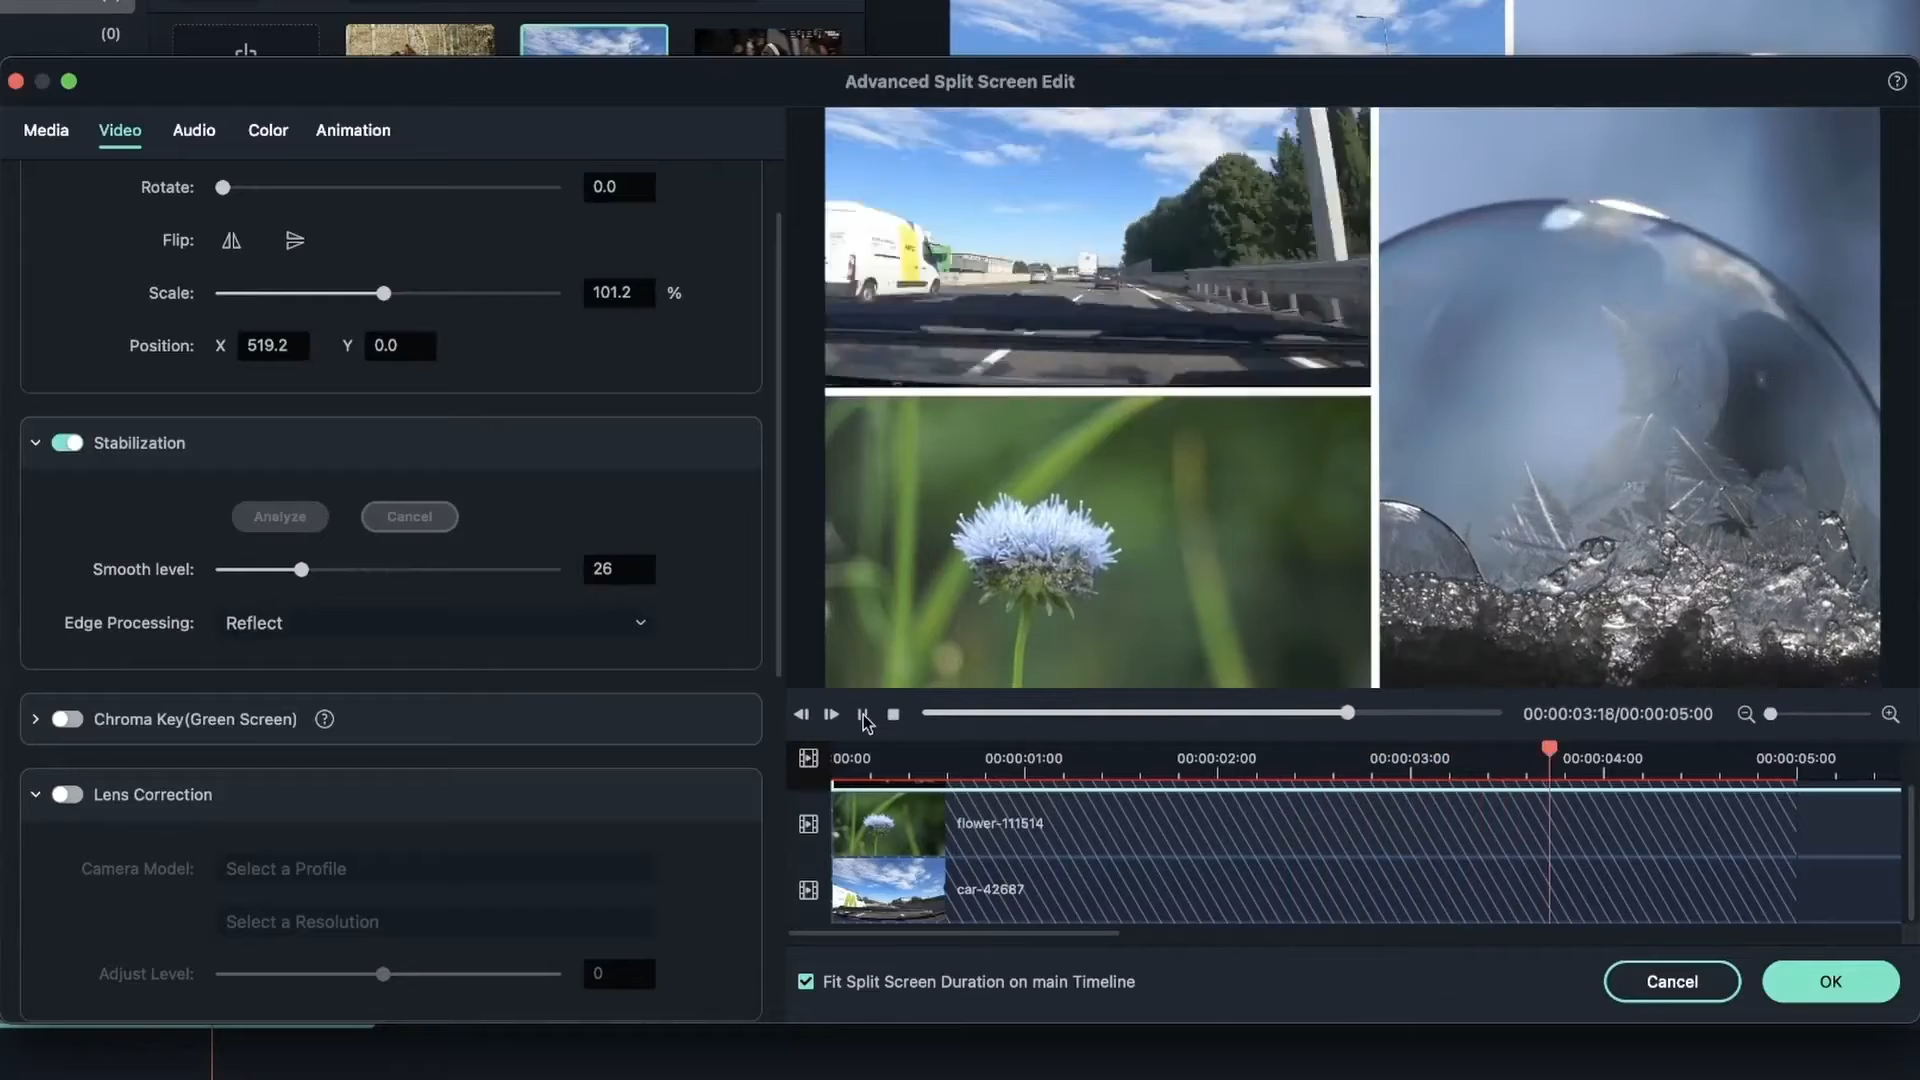 (0)
Advanced Split Screen Edit
Media Video Audio Color Animation
Rotate: 0.0
Flip:
Scale: 101.2 %
Position: X 519.2 Y 0.0
Stabilization
Analyze Cancel
Smooth level: 26
Edge Processing: Reflect
Chroma Key(Green Screen)
Lens Correction
Camera Model: Select a Profile
Select a Resolution
Adjust Level: 0
00:00:03:18/00:00:05:00
:00:00 00:00:01:00 00:00:02:00 00:00:03:00 00:00:04:00 00:00:05:00
flower-111514
car-42687
Fit Split Screen Duration on main Timeline
Cancel OK